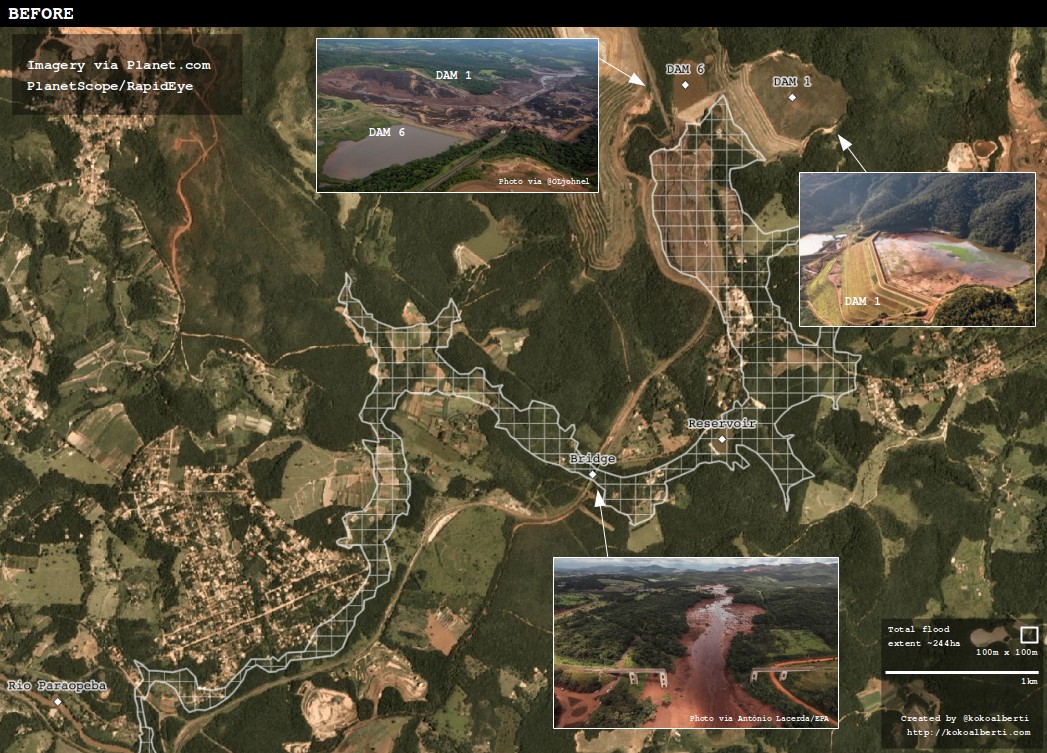 BEFORE
Imagery via Planet.com
PlanetScope/RapidEye
DAM 1
DAM 6
Photo via @OLjohnel
DAM 6
DAM 1
DAM 1
Reservoir
Bridge
Photo via Antônio Lacerda/EPA
Rio Paraopeba
Total flood
extent ~244ha
100m x 100m
1km
Created by @kokoalberti
http://kokoalberti.com